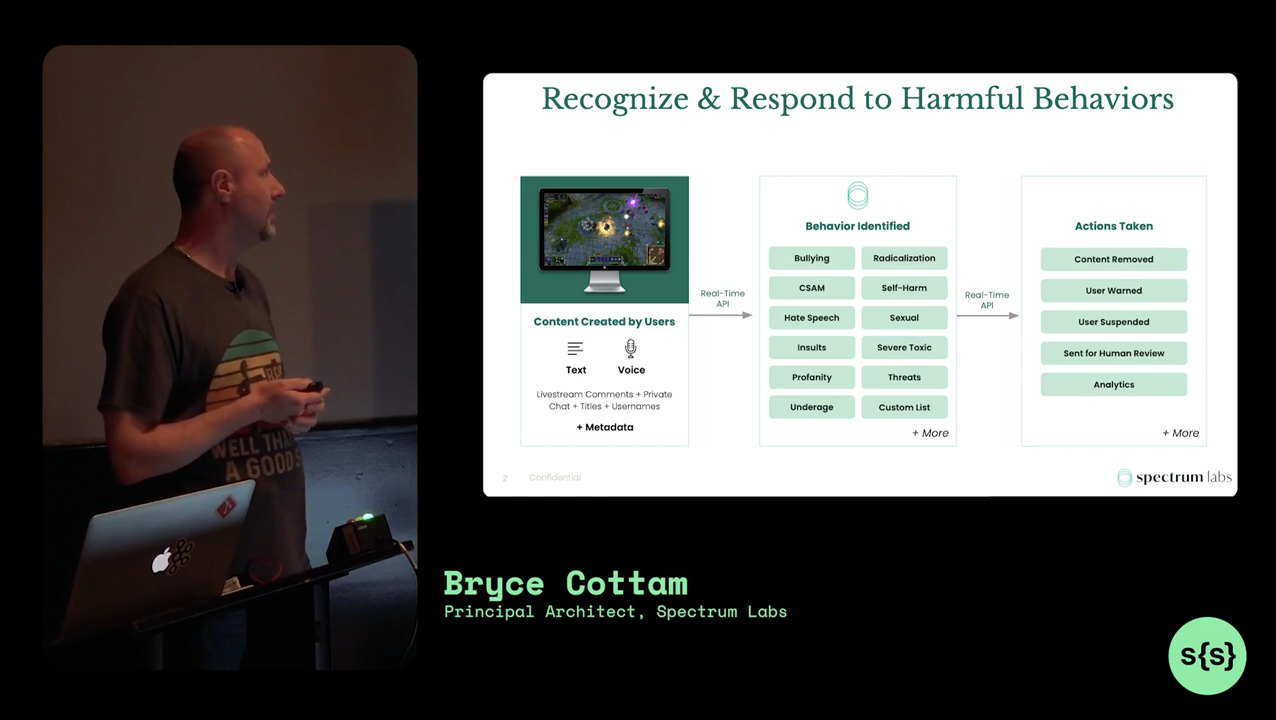 Recognize & Respond to Harmful Behaviors
Content Created by Users
Text
Voice
Livestream Comments + Private
Chat + Titles + Usernames
+ Metadata
Real-Time
API
Behavior Identified
Bullying
Radicalization
CSAM
Self-Harm
Hate Speech
Sexual
Insults
Severe Toxic
Profanity
Threats
Underage
Custom List
+ More
Real-Time
API
Actions Taken
Content Removed
User Warned
User Suspended
Sent for Human Review
Analytics
+ More
2
Confidential
spectrum labs
WELL THA
A GOOD
Bryce Cottam
Principal Architect, Spectrum Labs
s{s}